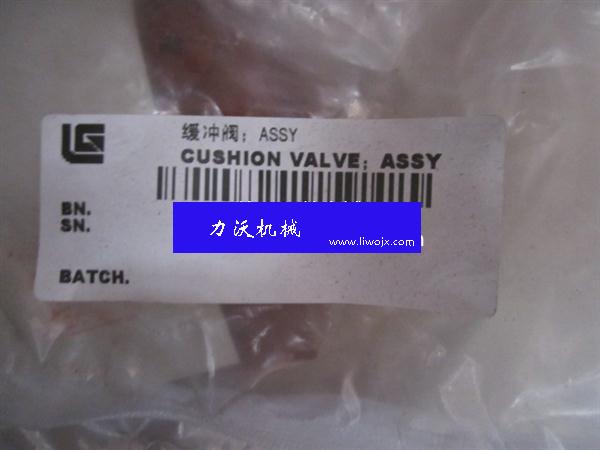 LG
缓冲阀；ASSY
CUSHION VALVE; ASSY
BN.
SN.
力沃机械
www.liwojx.com
BATCH.